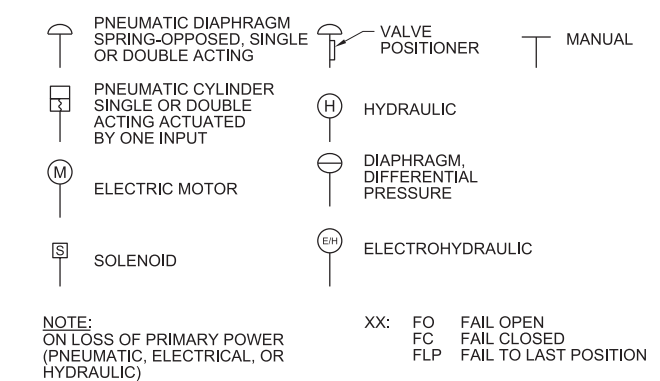 PNEUMATIC DIAPHRAGM
SPRING-OPPOSED, SINGLE
OR DOUBLE ACTING
VALVE
POSITIONER
MANUAL
PNEUMATIC CYLINDER
SINGLE OR DOUBLE
ACTING ACTUATED
BY ONE INPUT
H
HYDRAULIC
M
ELECTRIC MOTOR
DIAPHRAGM,
DIFFERENTIAL
PRESSURE
S
SOLENOID
E/H
ELECTROHYDRAULIC
NOTE:
ON LOSS OF PRIMARY POWER
(PNEUMATIC, ELECTRICAL, OR
HYDRAULIC)
XX: FO FAIL OPEN
FC FAIL CLOSED
FLP FAIL TO LAST POSITION